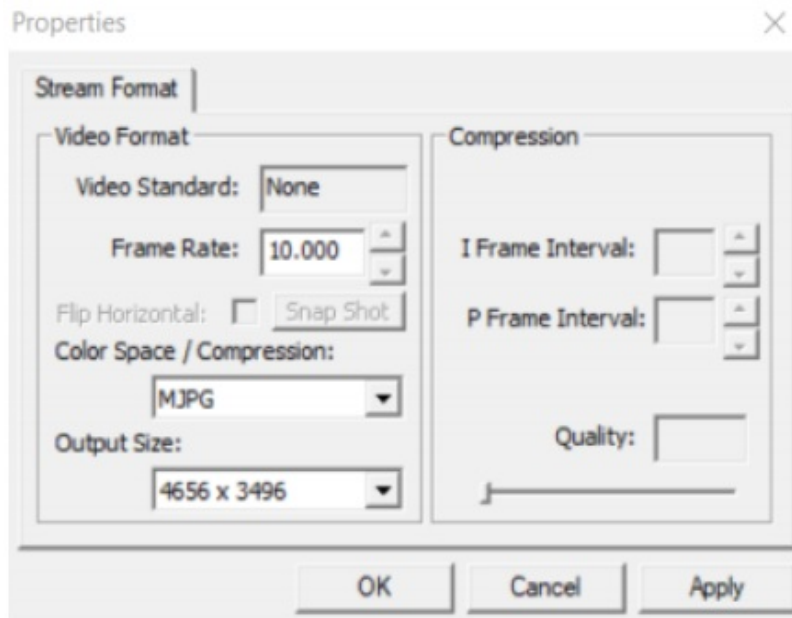 Properties
Stream Format
Video Format
Video Standard: None
Frame Rate: 10.000
Flip Horizontal: Snap Shot
Color Space / Compression:
MJPG
Output Size:
4656 x 3496
Compression
I Frame Interval:
P Frame Interval:
Quality:
OK Cancel Apply